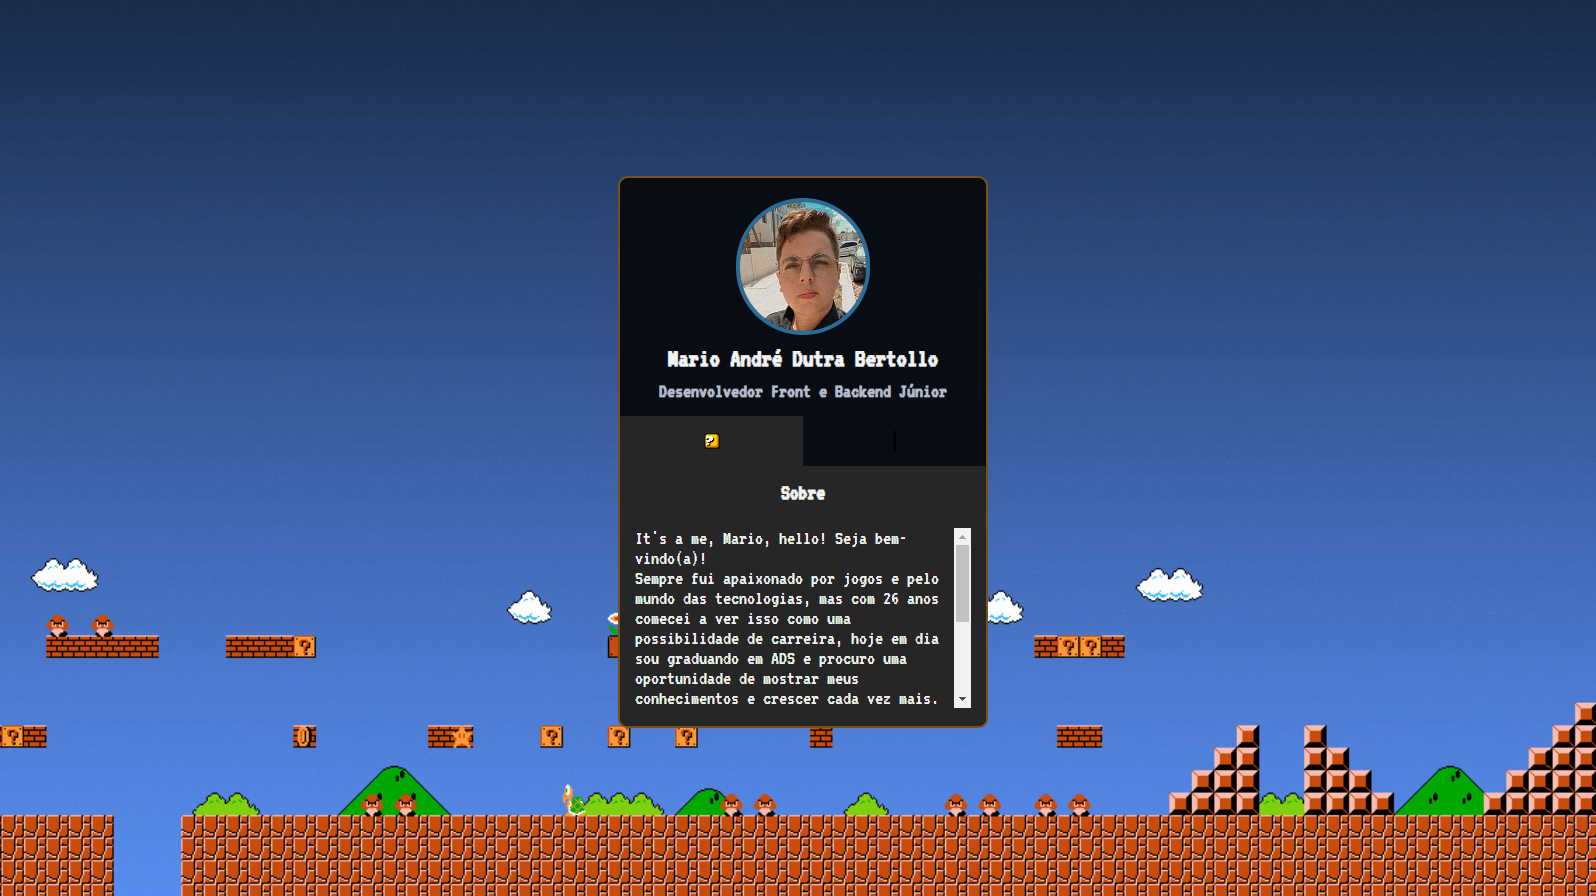 Mario André Dutra Bertollo
Desenvolvedor Front e Backend Júnior
?
Sobre
It's a me, Mario, hello! Seja bem-
vindo(a)!
Sempre fui apaixonado por jogos e pelo
mundo das tecnologias, mas com 26 anos
comecei a ver isso como uma
possibilidade de carreira, hoje em dia
sou graduando em ADS e procuro uma
oportunidade de mostrar meus
conhecimentos e crescer cada vez mais.
? ? ?
? ? ? ?